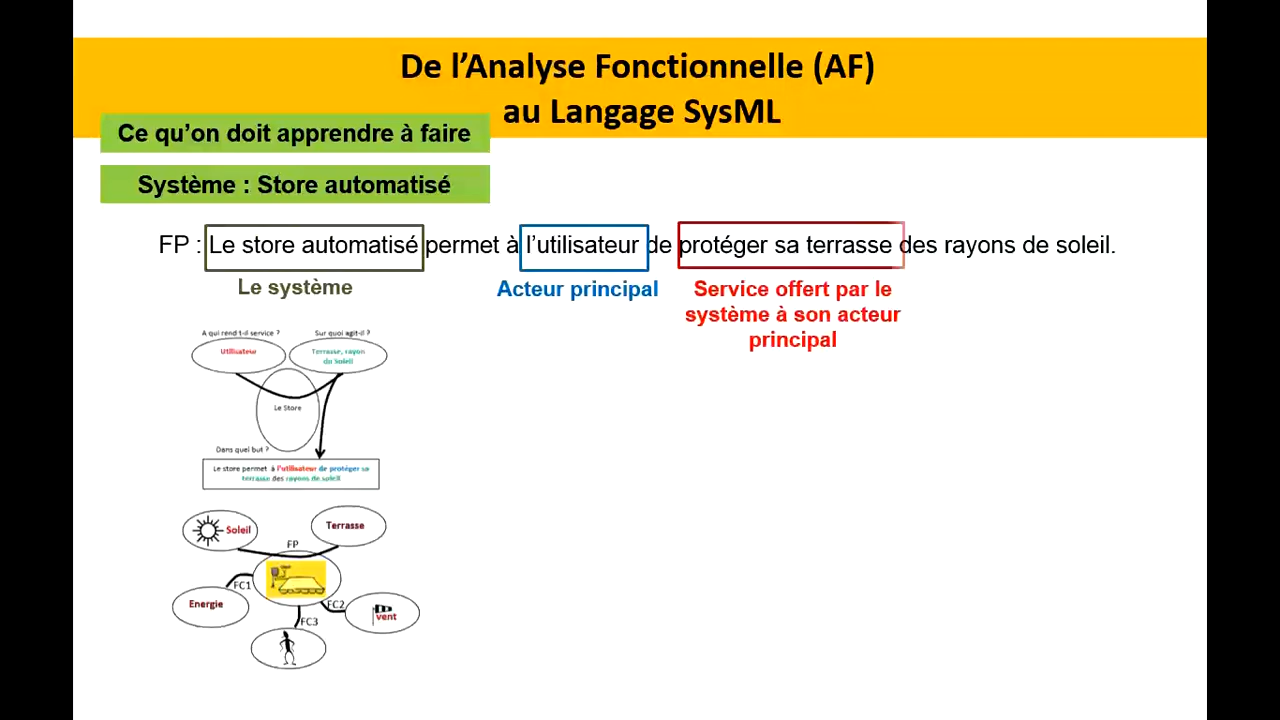 De l'Analyse Fonctionnelle (AF)
au Langage SysML
Ce qu'on doit apprendre à faire
Système : Store automatisé
FP : Le store automatisé permet à l'utilisateur de protéger sa terrasse des rayons de soleil.
Le système
Acteur principal
Service offert par le
système à son acteur
principal
A qui rend t-il service ?
Sur quoi agit-il ?
Utilisateur
Terrasse, rayon
du Soleil
Le Store
Dans quel but ?
Le store permet à l'utilisateur de protéger sa
terrasse des rayons de soleil
Soleil
Terrasse
FP
FC1
Energie
FC2
vent
FC3